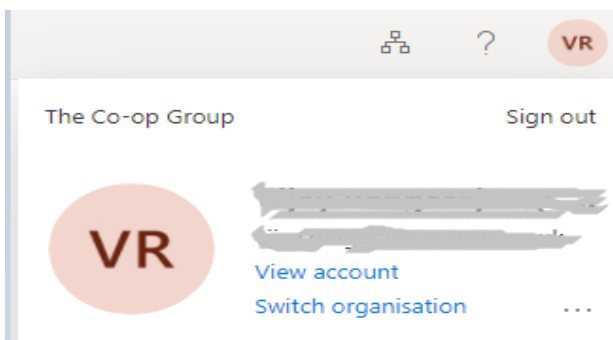 ? VR
The Co-op Group Sign out
VR
View account
Switch organisation ...